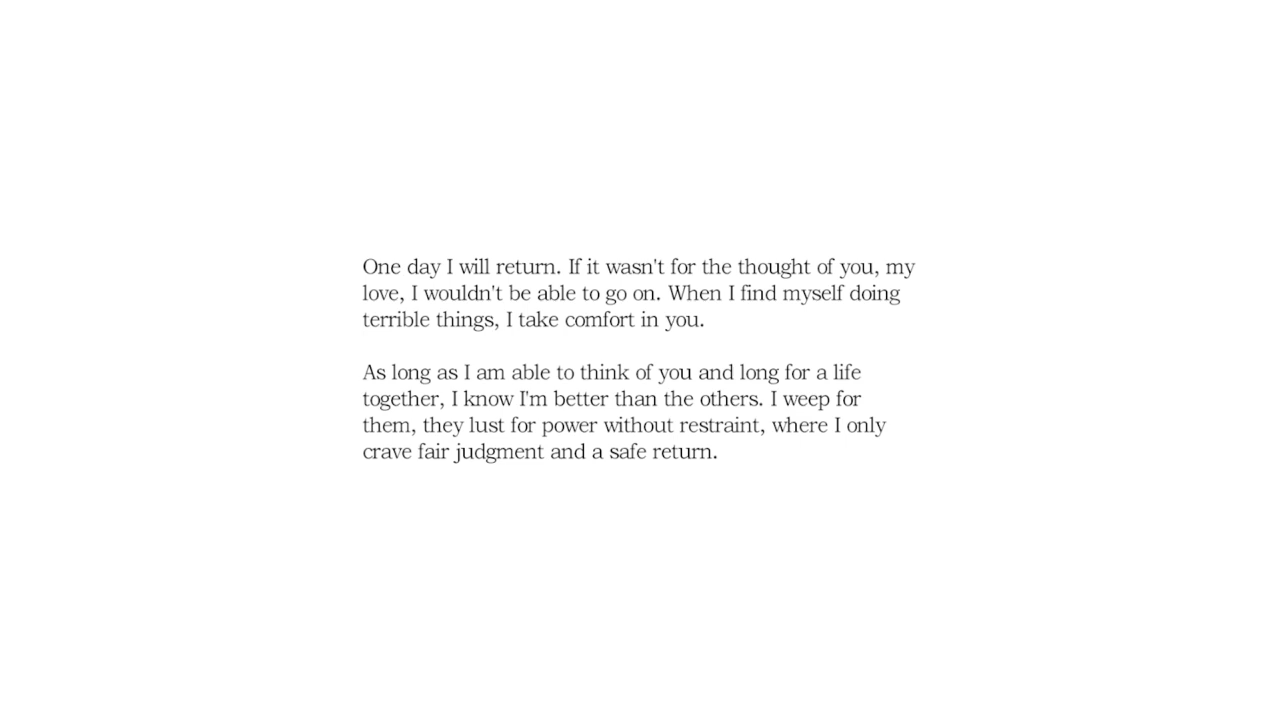 One day I will return. If it wasn't for the thought of you, my
love, I wouldn't be able to go on. When I find myself doing
terrible things, I take comfort in you.
As long as I am able to think of you and long for a life
together, I know I'm better than the others. I weep for
them, they lust for power without restraint, where I only
crave fair judgment and a safe return.